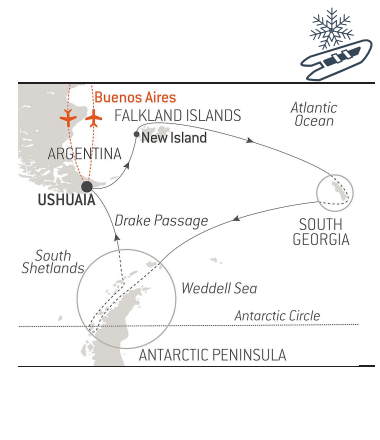 Buenos Aires
FALKLAND ISLANDS
Atlantic
Ocean
New Island
ARGENTINA
USHUAIA
Drake Passage
SOUTH
GEORGIA
South
Shetlands
Weddell Sea
Antarctic Circle
ANTARCTIC PENINSULA